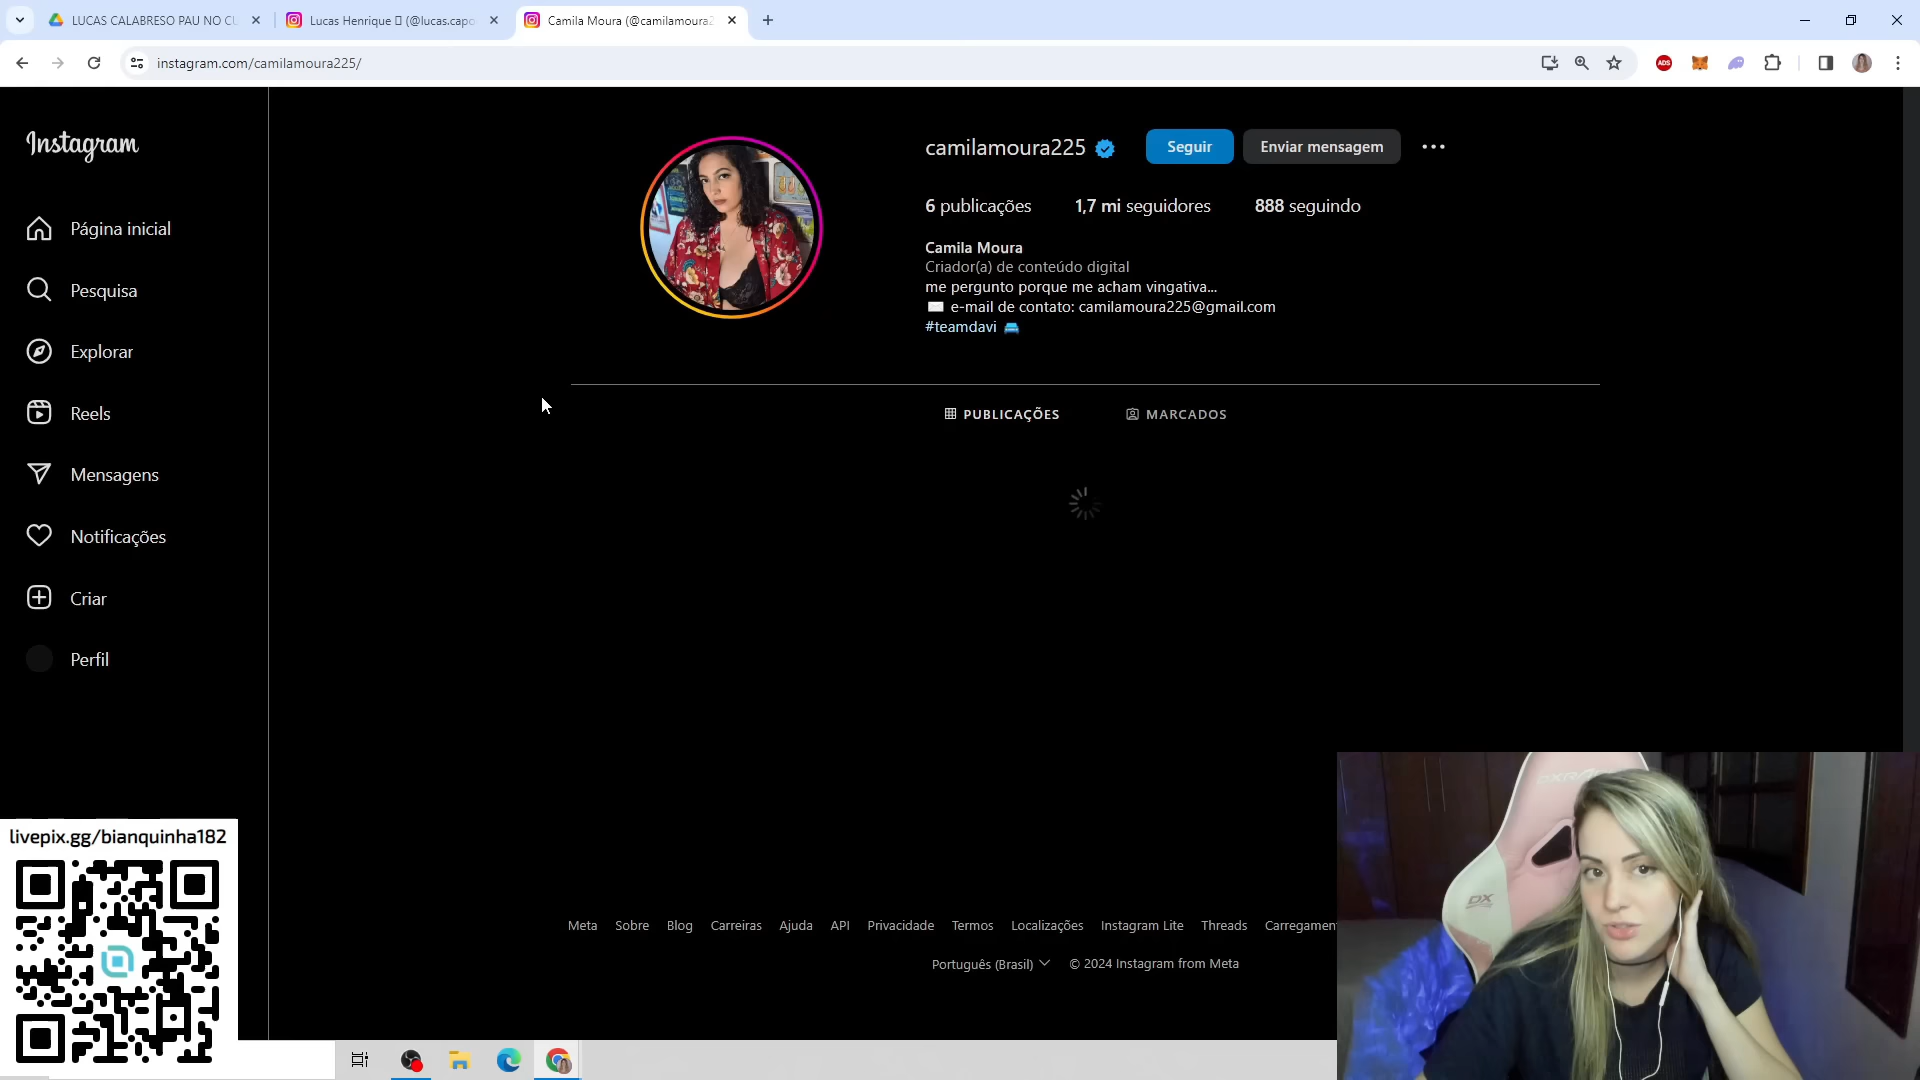 LUCAS CALABRESO PAU NO CU
Lucas Henrique (@lucas.capo
Camila Moura (@camilamoura2
instagram.com/camilamoura225/
ADS
Instagram
Página inicial
Pesquisa
Explorar
Reels
Mensagens
Notificações
Criar
Perfil
camilamoura225
Seguir
Enviar mensagem
6 publicações
1,7 mi seguidores
888 seguindo
Camila Moura
Criador(a) de conteúdo digital
me pergunto porque me acham vingativa...
e-mail de contato: camilamoura225@gmail.com
#teamdavi
PUBLICAÇÕES
MARCADOS
Meta Sobre Blog Carreiras Ajuda API Privacidade Termos Localizações Instagram Lite Threads Carregamen
Português (Brasil)
© 2024 Instagram from Meta
livepix.gg/bianquinha182
DX